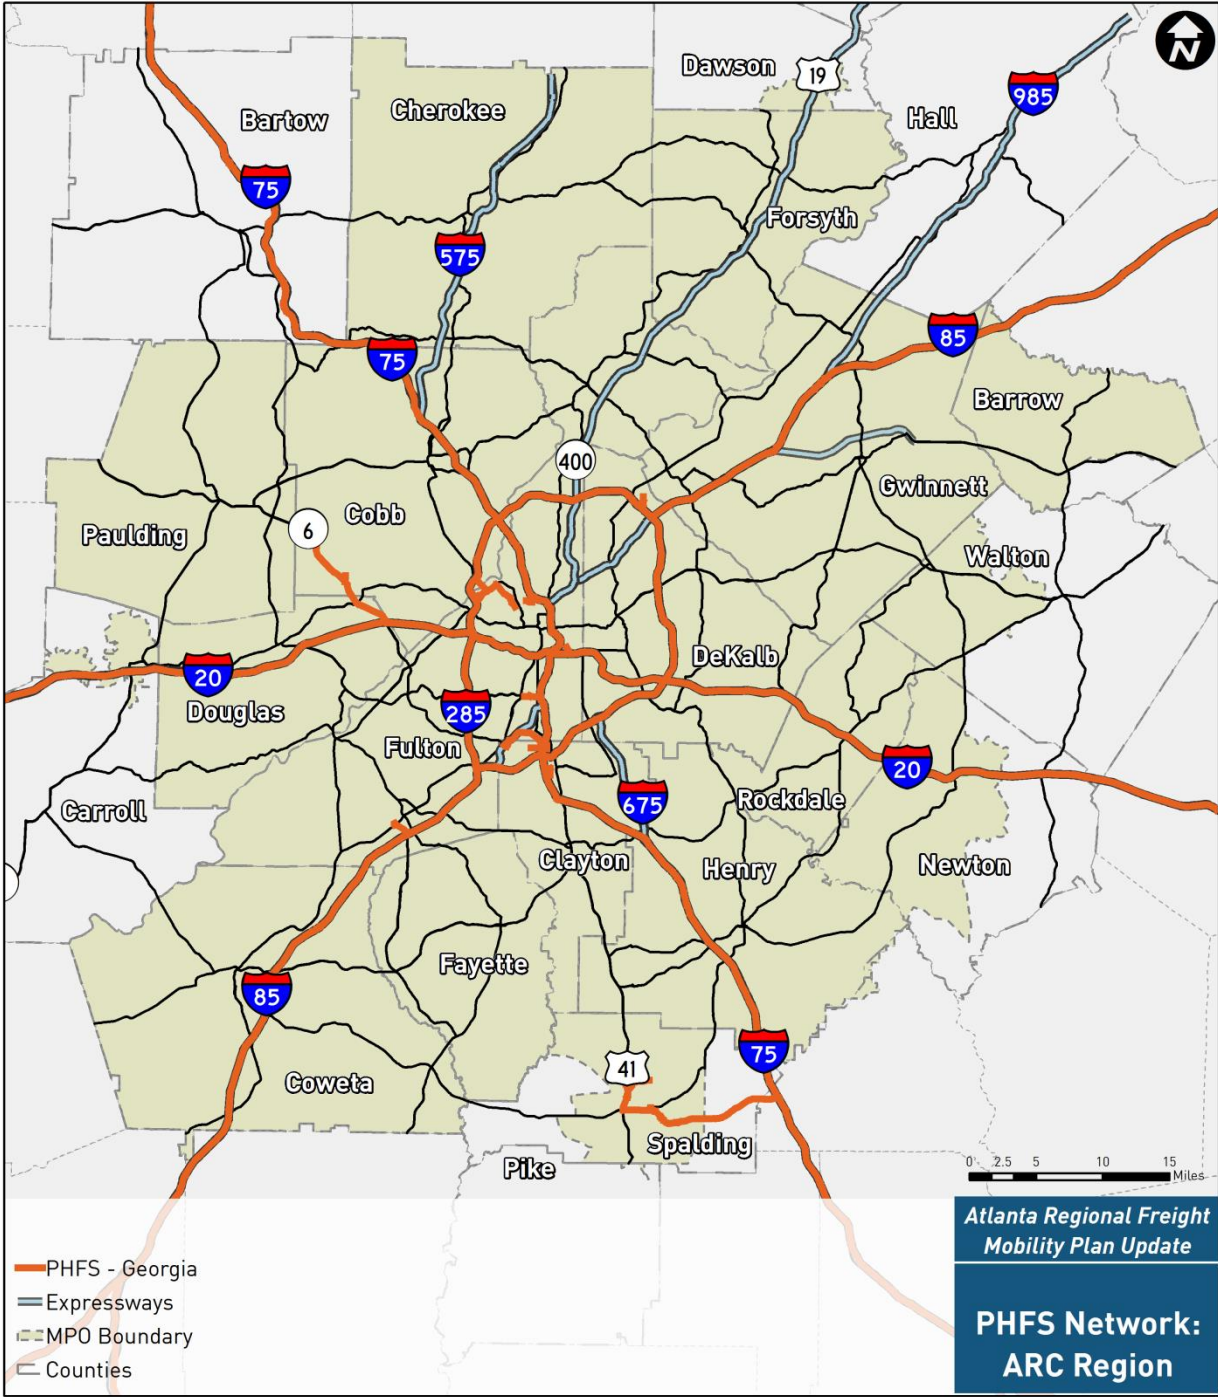 N
Dawson
19
985
Cherokee
Hall
Bartow
75
Forsyth
575
85
75
Barrow
400
Gwinnett
Cobb
6
Paulding
Walton
DeKalb
20
Douglas
285
Fulton
20
Carroll
675
Rockdale
Clayton
Henry
Newton
Fayette
85
75
41
Coweta
Spalding
Pike
0 2.5 5 10 15
Miles
Atlanta Regional Freight
Mobility Plan Update
PHFS Network:
ARC Region
PHFS - Georgia
Expressways
MPO Boundary
Counties